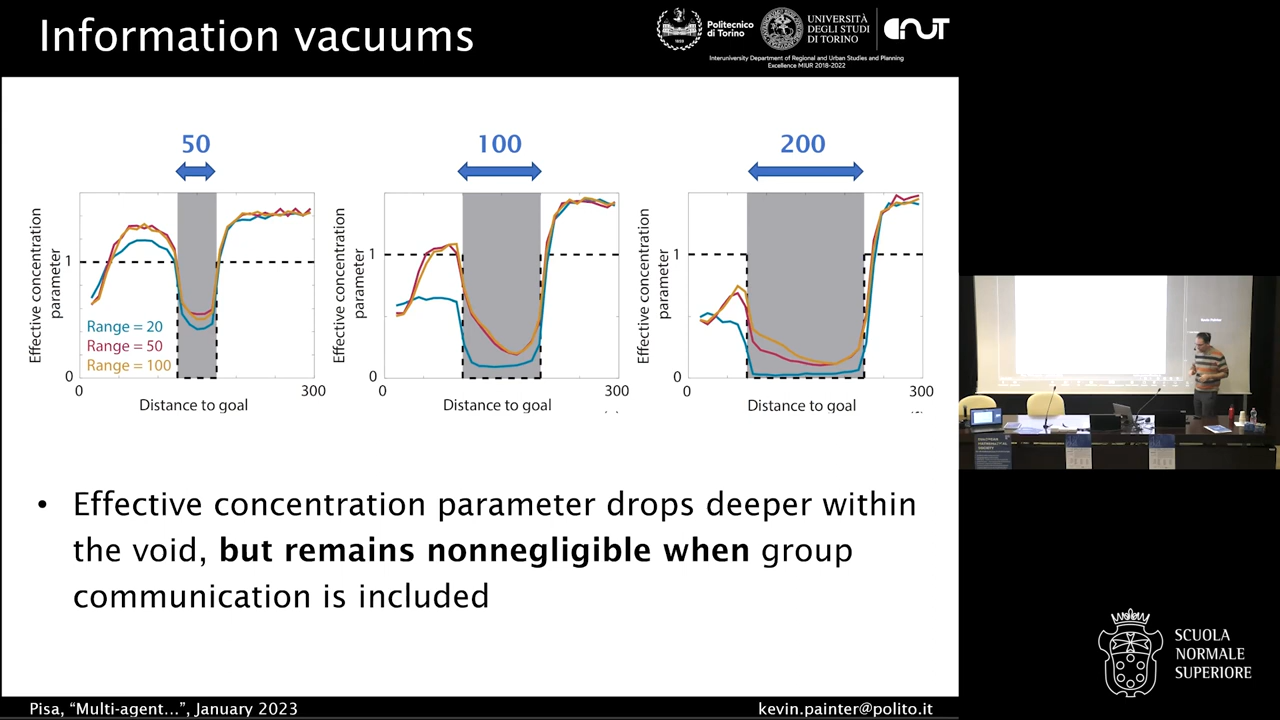 Information vacuums
Politecnico
di Torino
UNIVERSITÀ
DEGLI STUDI
DI TORINO
Interuniversity Department of Regional and Urban Studies and Planning
Excellence MIUR 2018-2022
50
100
200
Effective concentration
parameter
1
0
0
300
Distance to goal
Range = 20
Range = 50
Range = 100
Effective concentration
parameter
1
0
0
300
Distance to goal
Effective concentration
parameter
1
0
0
300
Distance to goal
• Effective concentration parameter drops deeper within
the void, but remains nonnegligible when group
communication is included
Pisa, “Multi-agent...”, January 2023
kevin.painter@polito.it
SCUOLA
NORMALE
SUPERIORE